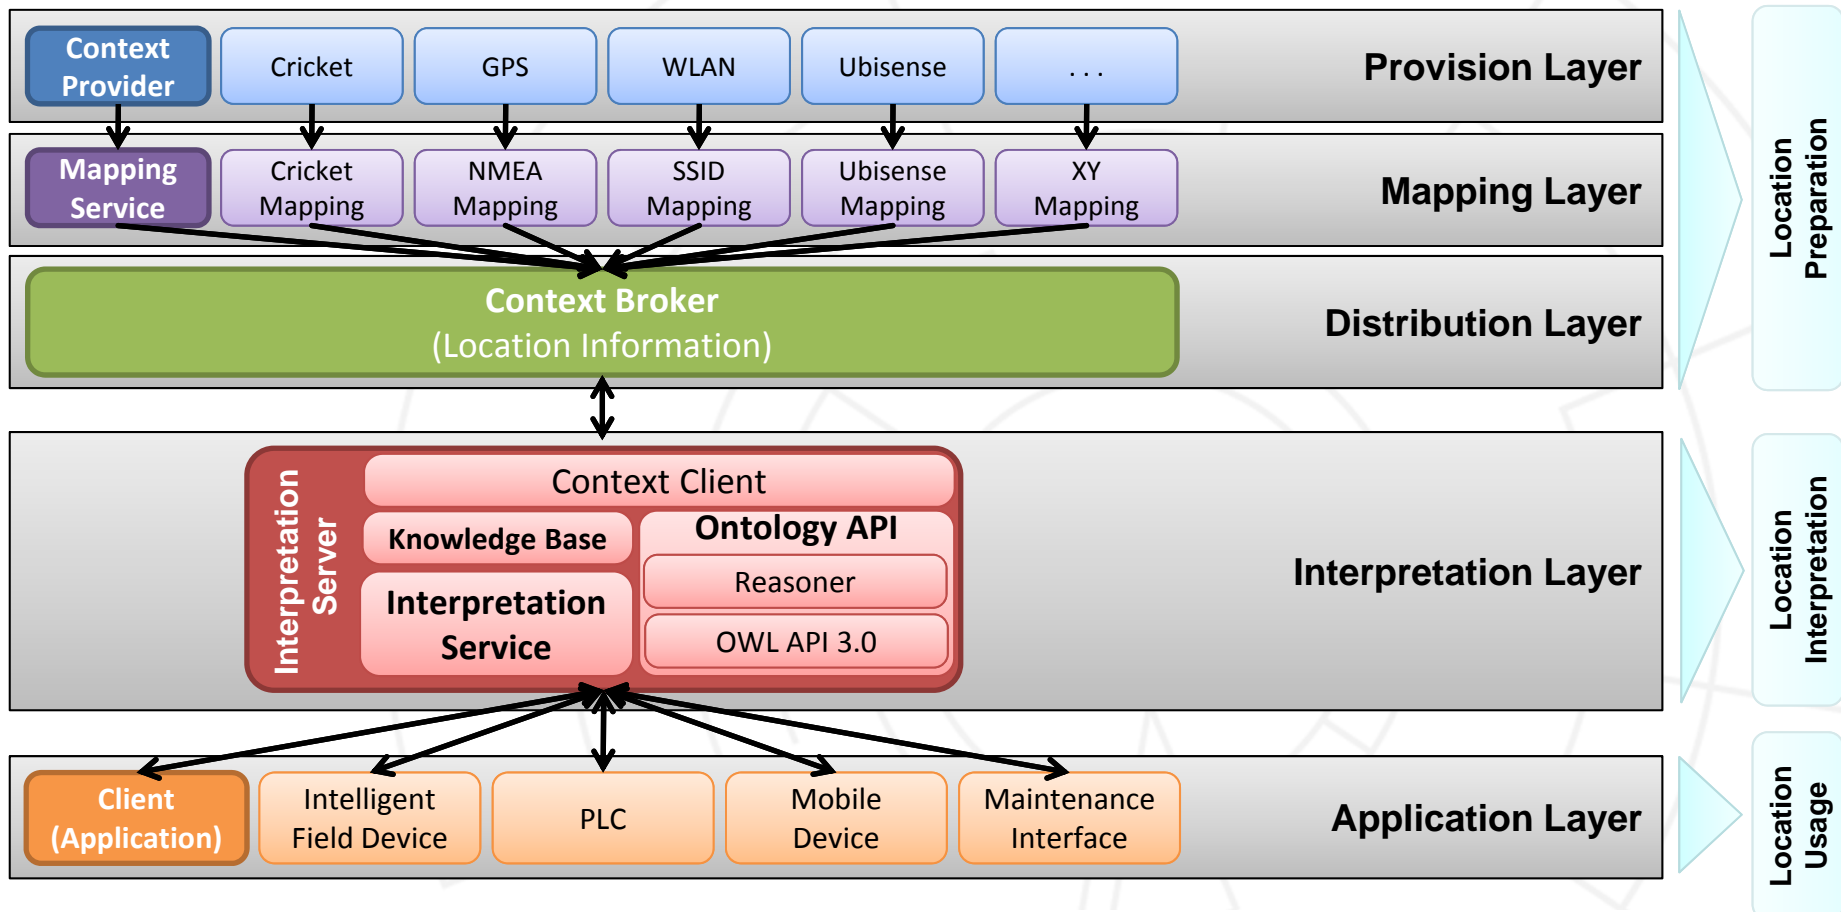 Context
Provider
Cricket
GPS
WLAN
Ubisense
. . .
Provision Layer
Mapping
Service
Cricket
Mapping
NMEA
Mapping
SSID
Mapping
Ubisense
Mapping
XY
Mapping
Mapping Layer
Location
Preparation
Context Broker
(Location Information)
Distribution Layer
Interpretation
Server
Context Client
Knowledge Base
Interpretation
Service
Ontology API
Reasoner
OWL API 3.0
Interpretation Layer
Location
Interpretation
Client
(Application)
Intelligent
Field Device
PLC
Mobile
Device
Maintenance
Interface
Application Layer
Location
Usage